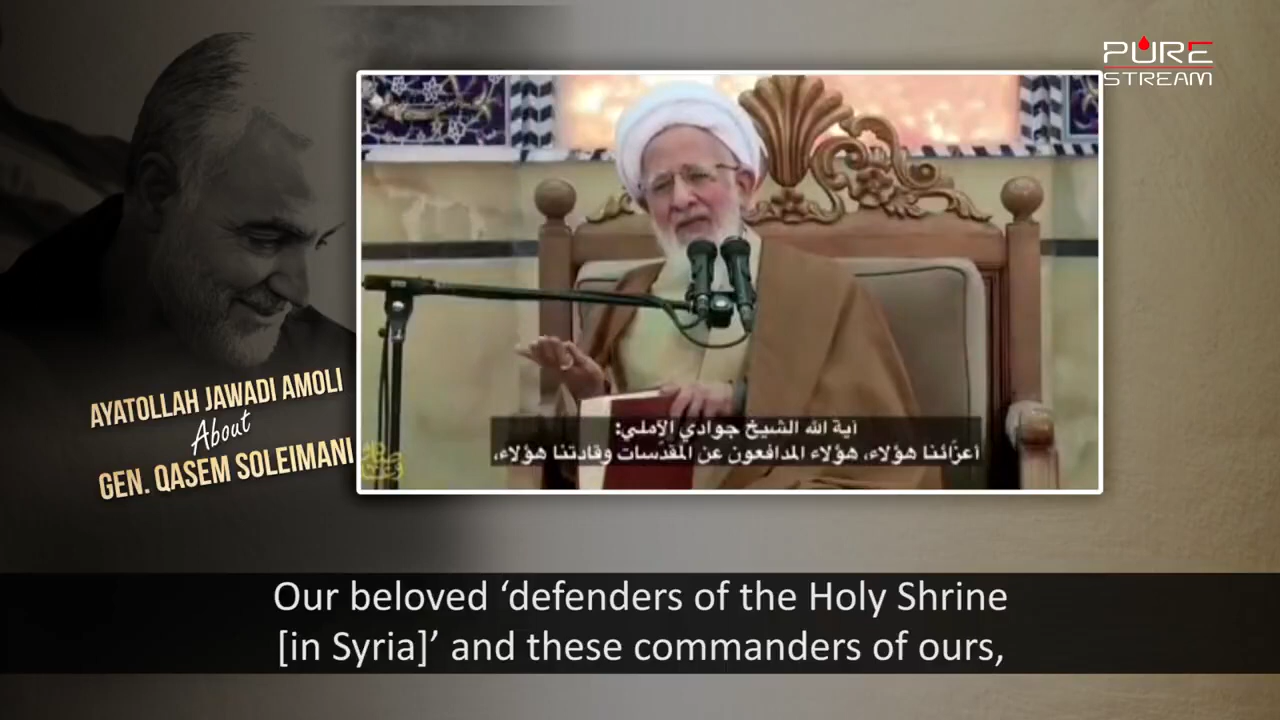 PURE
STREAM
AYATOLLAH JAWADI AMOLI
About
GEN. QASEM SOLEIMANI
آية الله الشيخ جوادي الآملي:
أعزّائنا هؤلاء، هؤلاء المدافعون عن المقدّسات وقادتنا هؤلاء،
Our beloved ‘defenders of the Holy Shrine
[in Syria]’ and these commanders of ours,